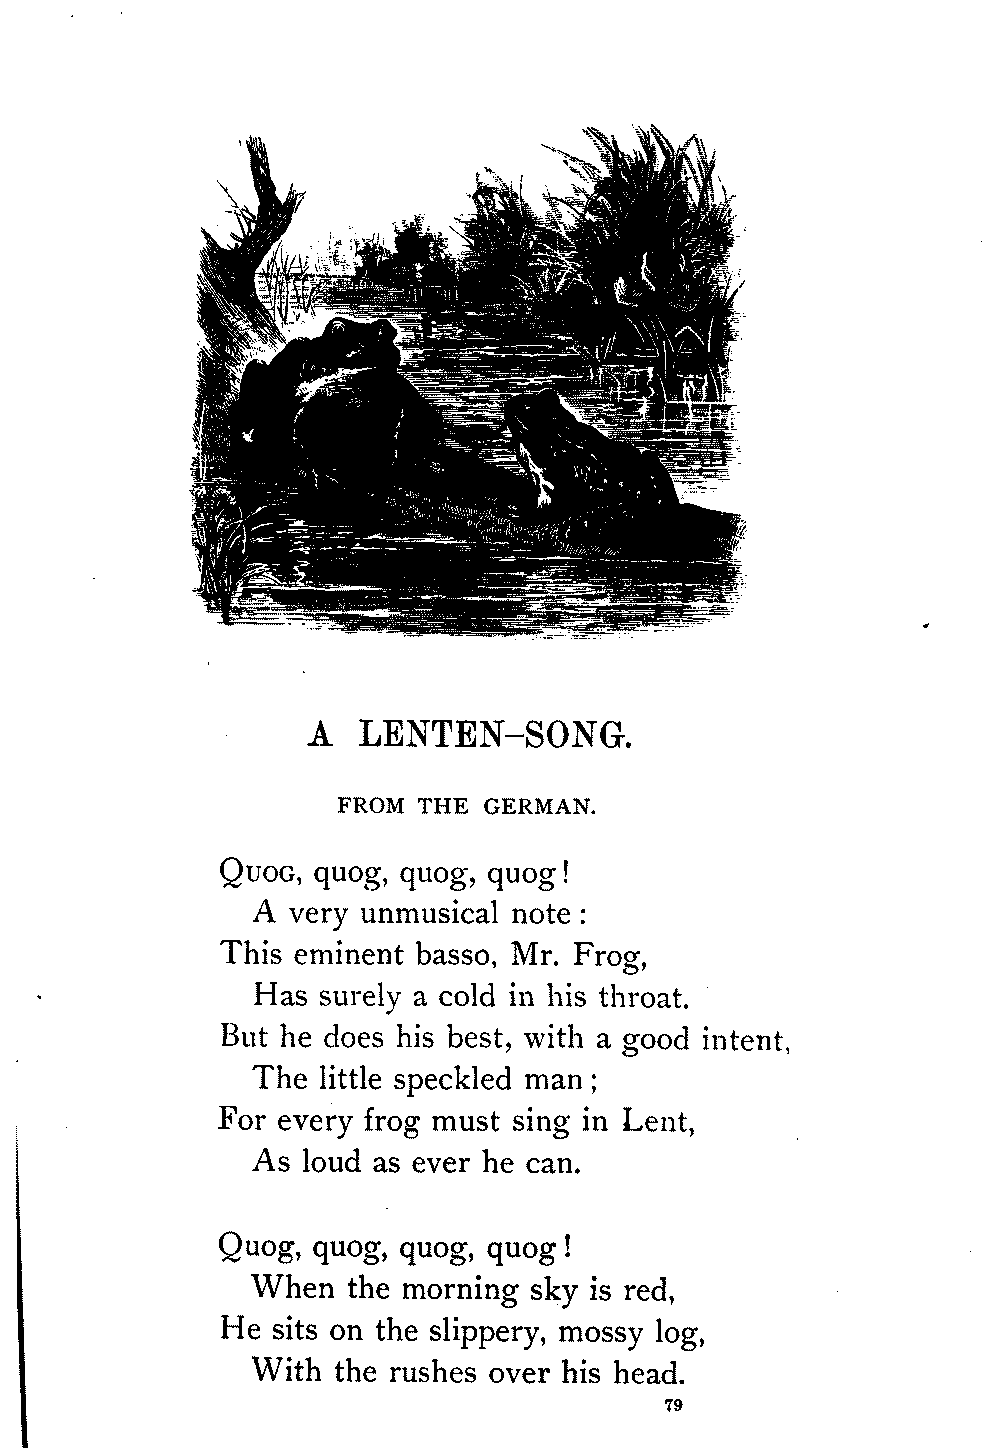 A LENTEN–SONG.
FROM THE GERMAN.
QUOG, quog, quog, quog!
A very unmusical note:
This eminent basso, Mr. Frog,
Has surely a cold in his throat.
But he does his best, with a good intent,
The little speckled man;
For every frog must sing in Lent,
As loud as ever he can.
Quog, quog, quog, quog!
When the morning sky is red,
He sits on the slippery, mossy log,
With the rushes over his head.
79